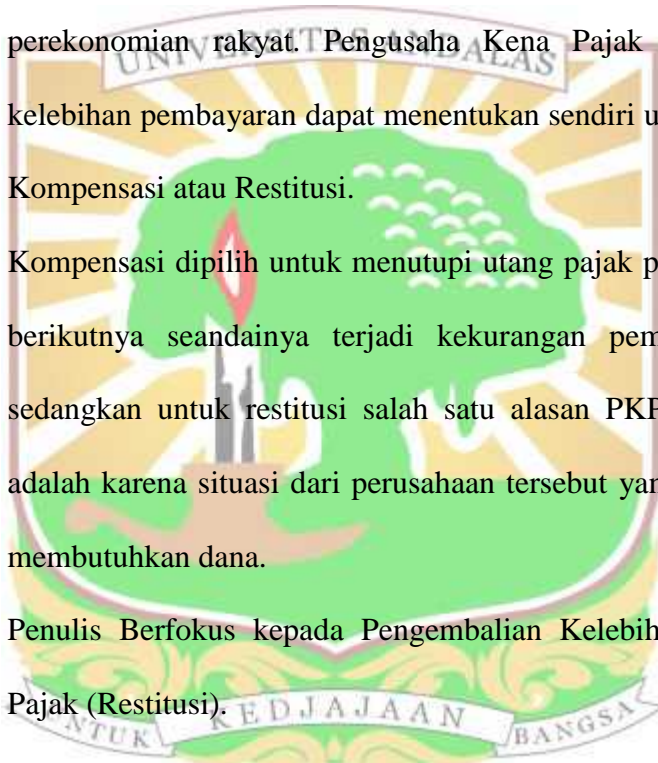 perekonomian rakyat. Pengusaha Kena Pajak
UNIVERSITAS ANDALAS
kelebihan pembayaran dapat menentukan sendiri u
Kompensasi atau Restitusi.
Kompensasi dipilih untuk menutupi utang pajak p
berikutnya seandainya terjadi kekurangan pem
sedangkan untuk restitusi salah satu alasan PKP
adalah karena situasi dari perusahaan tersebut yan
membutuhkan dana.
Penulis Berfokus kepada Pengembalian Kelebih
Pajak (Restitusi).
UNTUK KEDJAJAAN BANGSA